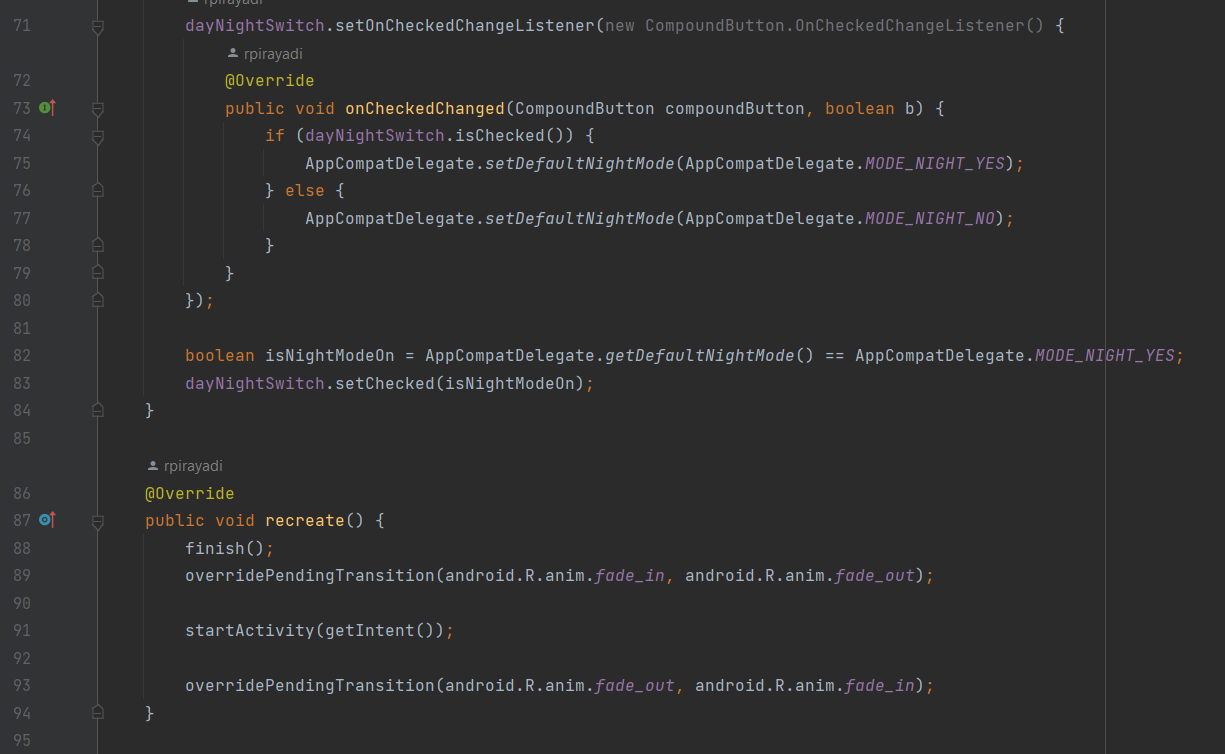 rpirayadi
71 dayNightSwitch.setOnCheckedChangeListener(new CompoundButton.OnCheckedChangeListener() {
rpirayadi
72 @Override
73 public void onCheckedChanged(CompoundButton compoundButton, boolean b) {
74 if (dayNightSwitch.isChecked()) {
75 AppCompatDelegate.setDefaultNightMode(AppCompatDelegate.MODE_NIGHT_YES);
76 } else {
77 AppCompatDelegate.setDefaultNightMode(AppCompatDelegate.MODE_NIGHT_NO);
78 }
79 }
80 });
81
82 boolean isNightModeOn = AppCompatDelegate.getDefaultNightMode() == AppCompatDelegate.MODE_NIGHT_YES;
83 dayNightSwitch.setChecked(isNightModeOn);
84 }
85
rpirayadi
86 @Override
87 public void recreate() {
88 finish();
89 overridePendingTransition(android.R.anim.fade_in, android.R.anim.fade_out);
90
91 startActivity(getIntent());
92
93 overridePendingTransition(android.R.anim.fade_out, android.R.anim.fade_in);
94 }
95